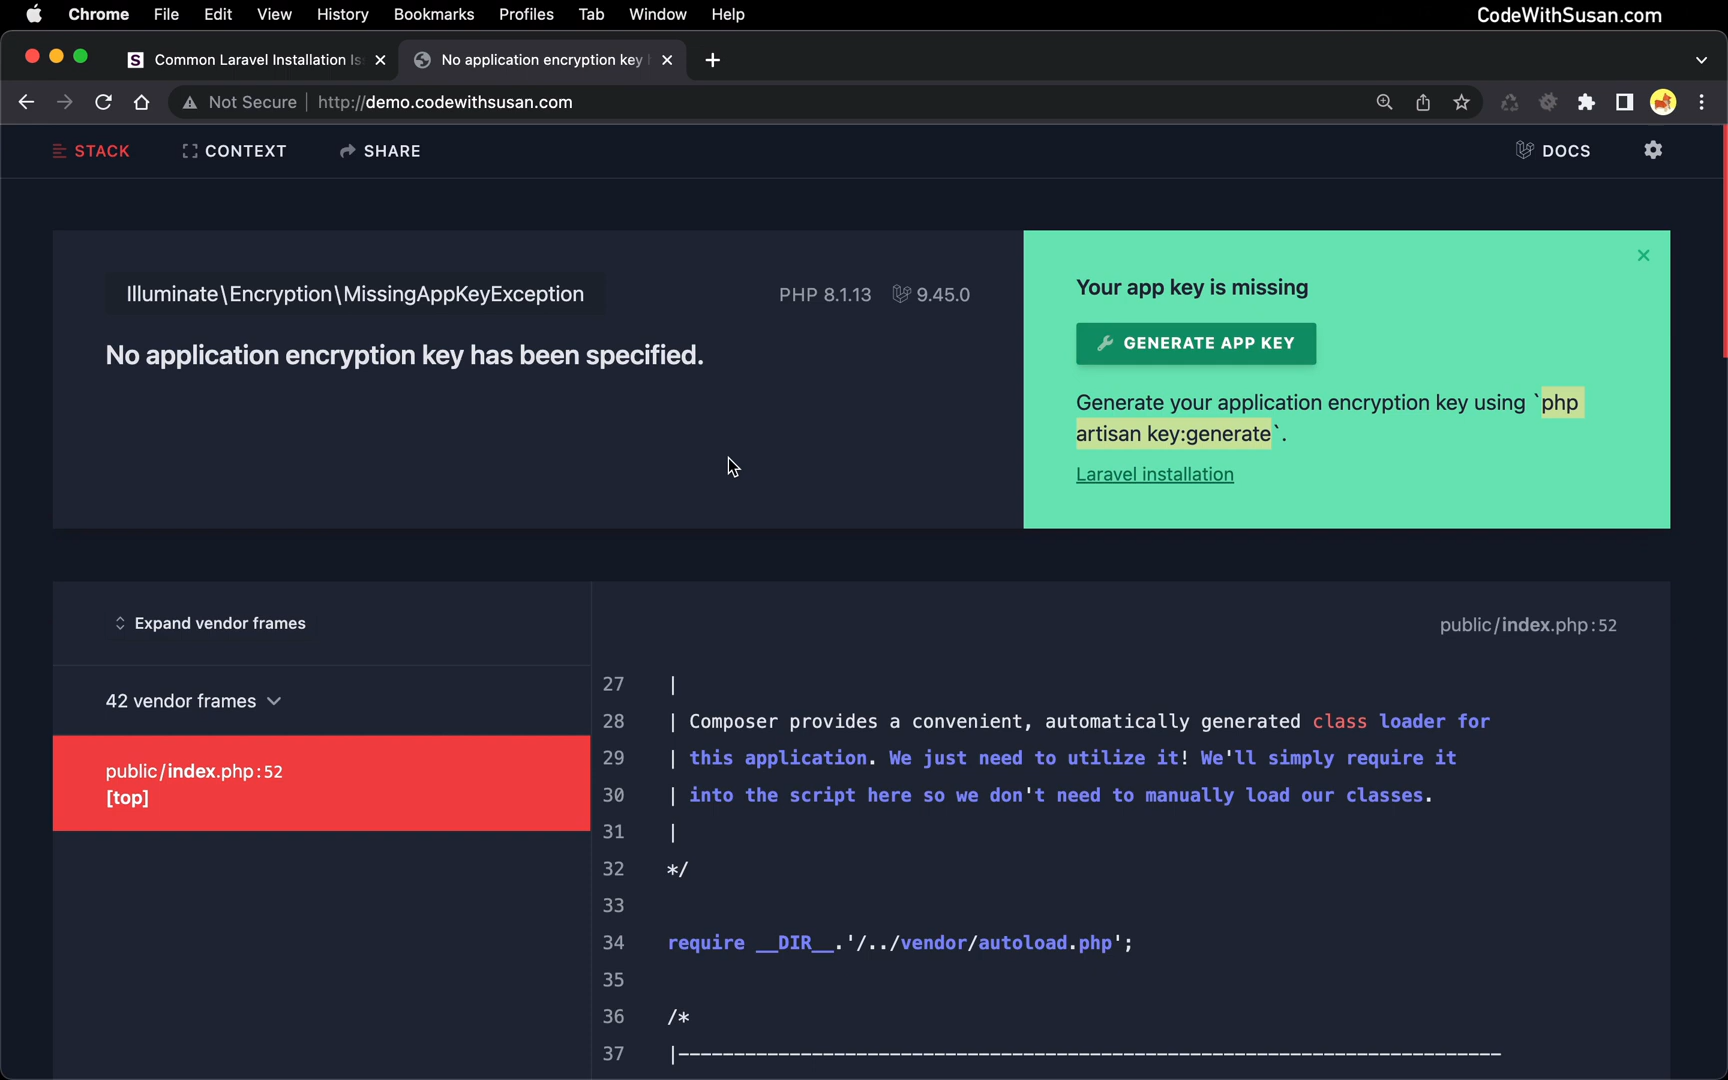 Chrome File Edit View History Bookmarks Profiles Tab Window Help CodeWithSusan.com
S Common Laravel Installation Is No application encryption key
Not Secure http://demo.codewithsusan.com
STACK CONTEXT SHARE DOCS
Illuminate\Encryption\MissingAppKeyException PHP 8.1.13 9.45.0
No application encryption key has been specified.
Your app key is missing
GENERATE APP KEY
Generate your application encryption key using `php
artisan key:generate`.
Laravel installation
Expand vendor frames
42 vendor frames
public/index.php:52
[top]
public/index.php:52
27 |
28 | Composer provides a convenient, automatically generated class loader for
29 | this application. We just need to utilize it! We'll simply require it
30 | into the script here so we don't need to manually load our classes.
31 |
32 */
33
34 require __DIR__.'/../vendor/autoload.php';
35
36 /*
37 |--------------------------------------------------------------------------